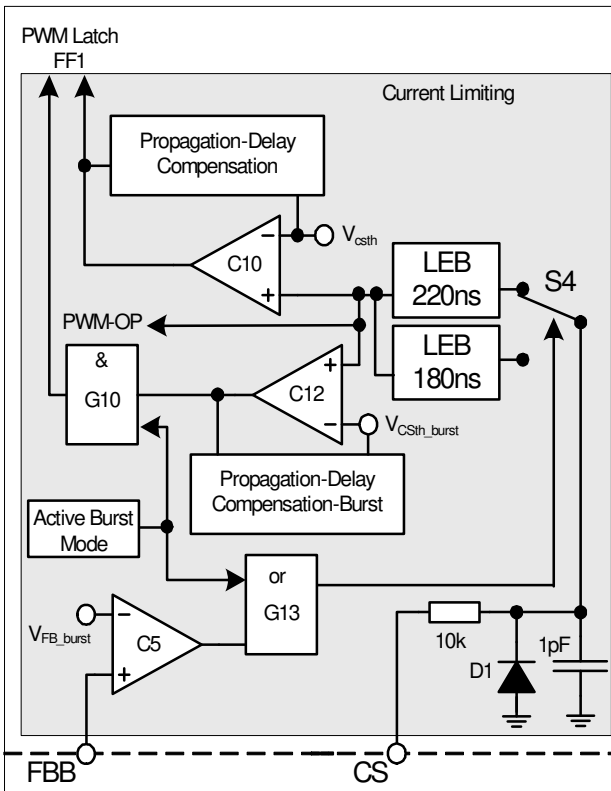 PWM Latch
FF1
Current Limiting
Propagation-Delay
Compensation
−
Vcsth
C10
+
LEB
220ns
S4
PWM-OP
LEB
180ns
&
G10
C12
+
−
VCSth_burst
Propagation-Delay
Compensation-Burst
Active Burst
Mode
or
G13
−
VFB_burst
C5
+
10k
D1
1pF
FBB
CS